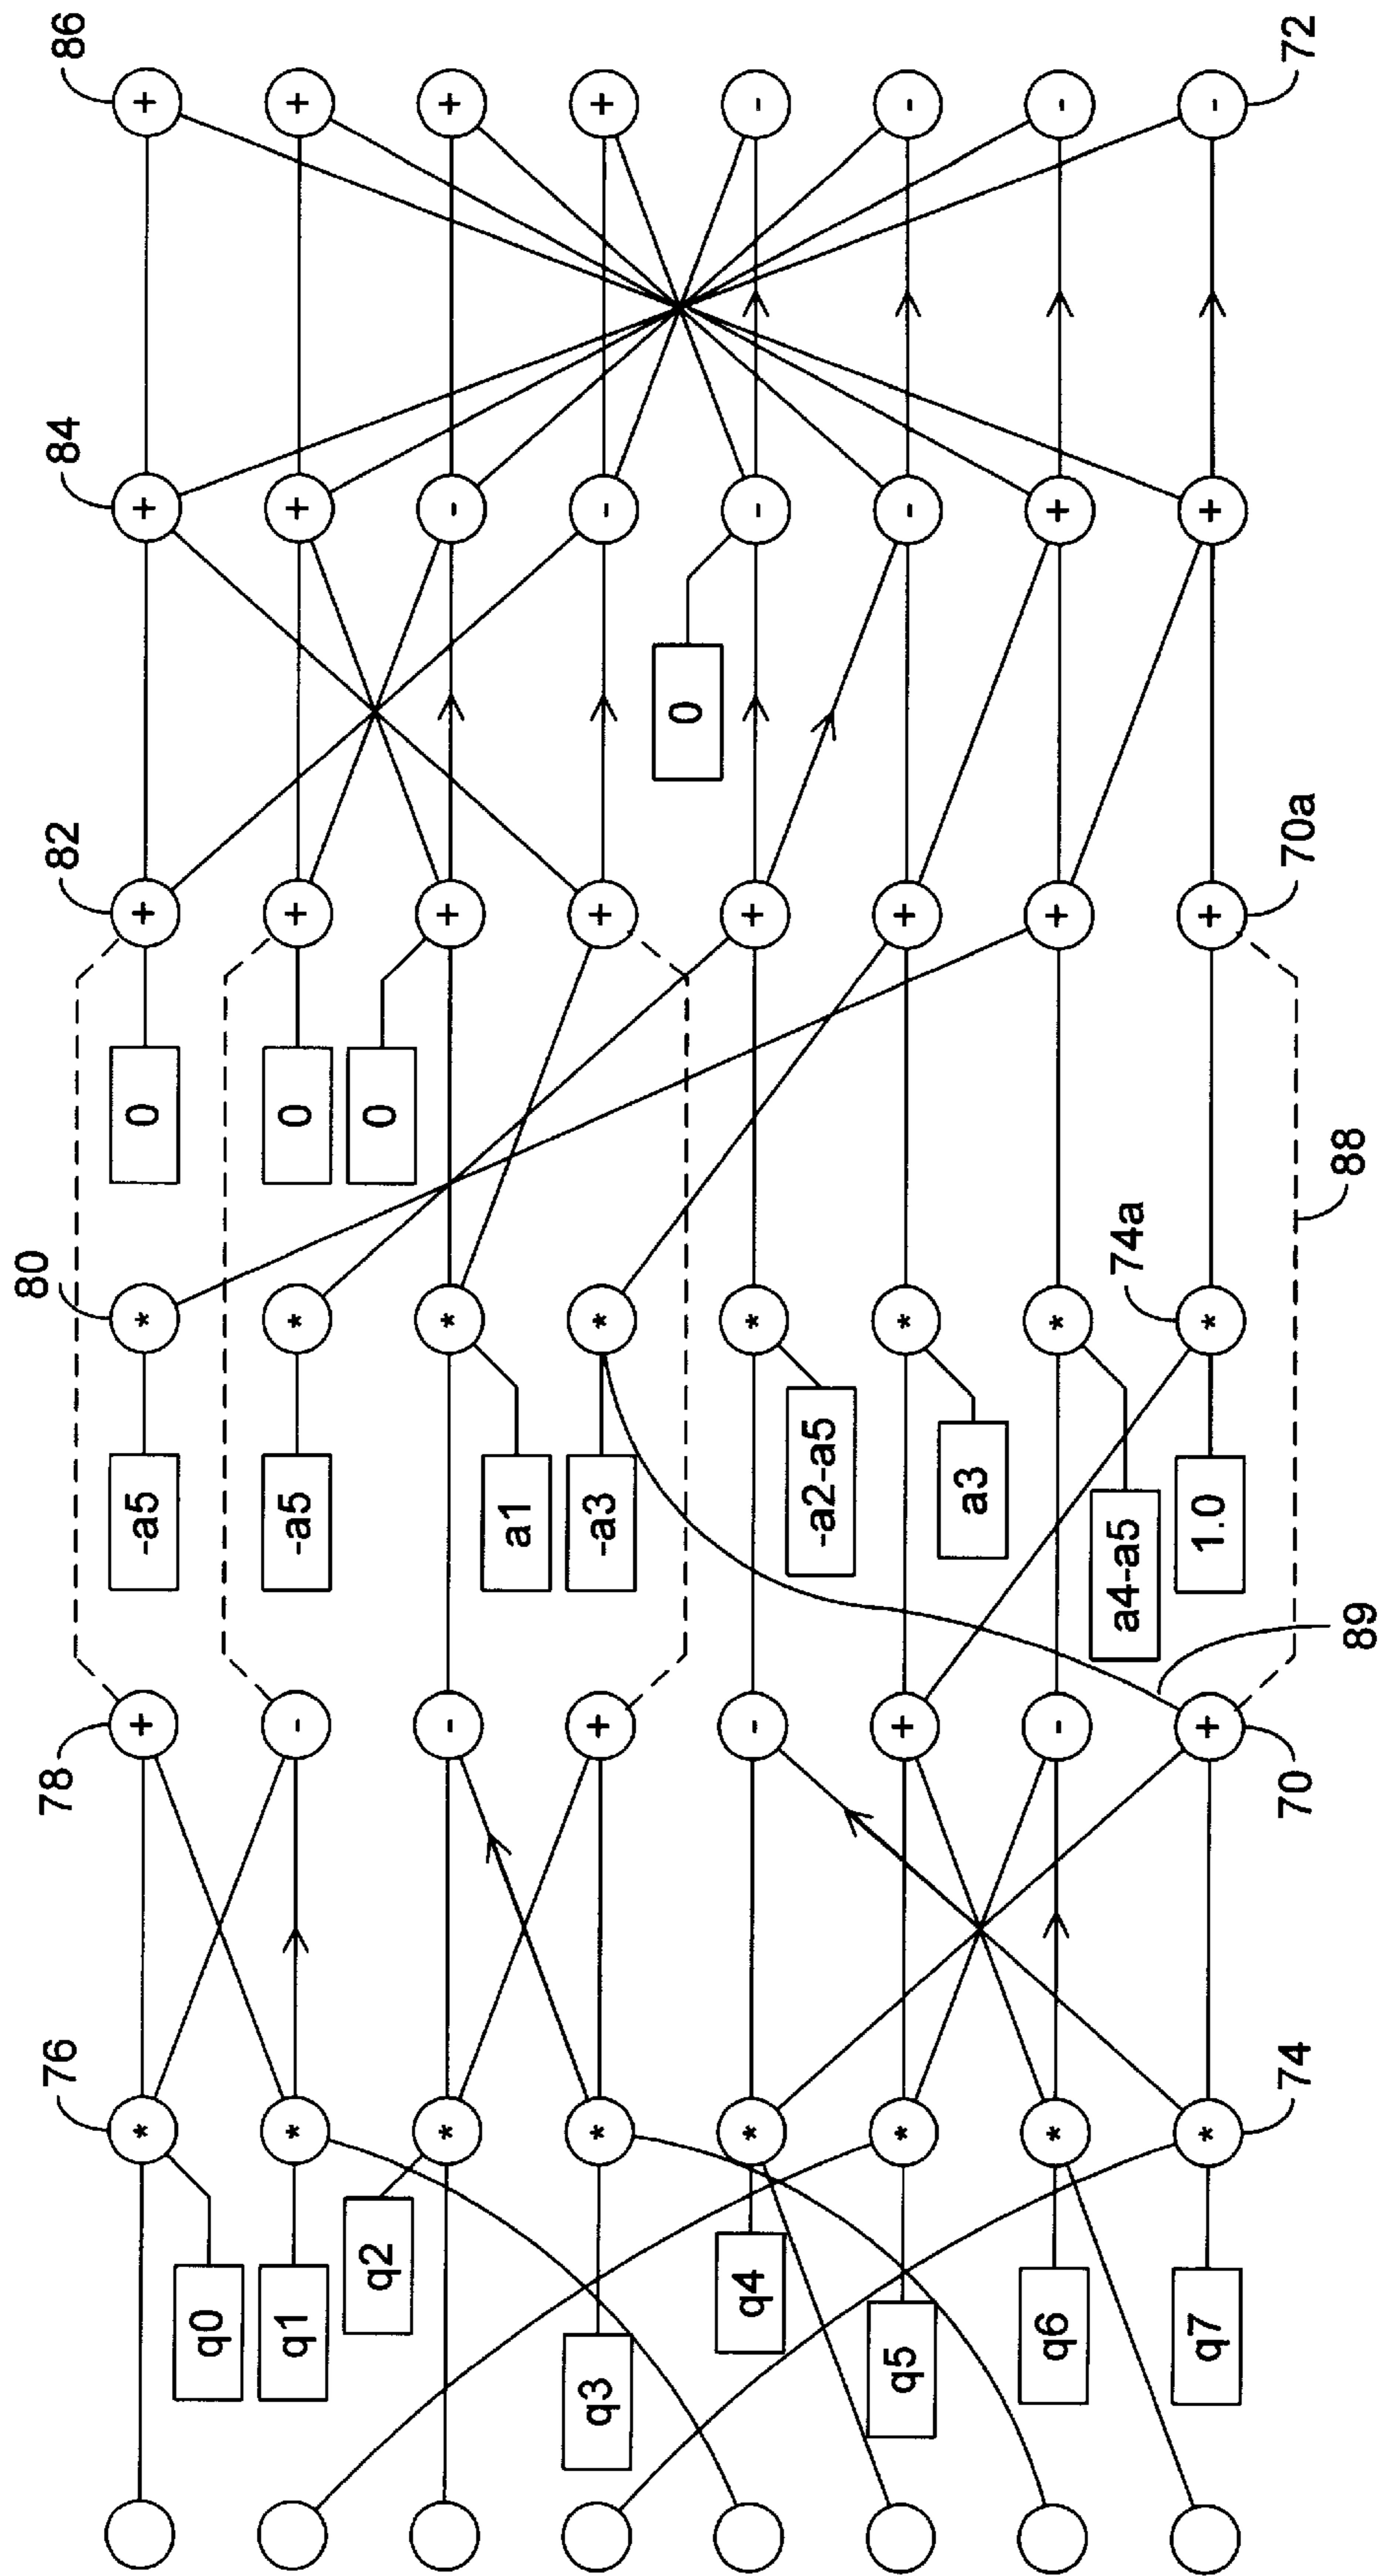 76 78 80 82 84 86
* + -a5 * 0 + + +
q0
q1 * - -a5 * 0 + + +
q2 0
* - * + - +
a1
q3 * + -a3 * + - +
0
q4 * - * + - -
-a2-a5
q5 * + * + - -
a3
q6 * - * + + -
a4-a5 74a
q7 * + 1.0 * + + -
74 70 70a 72
89 88